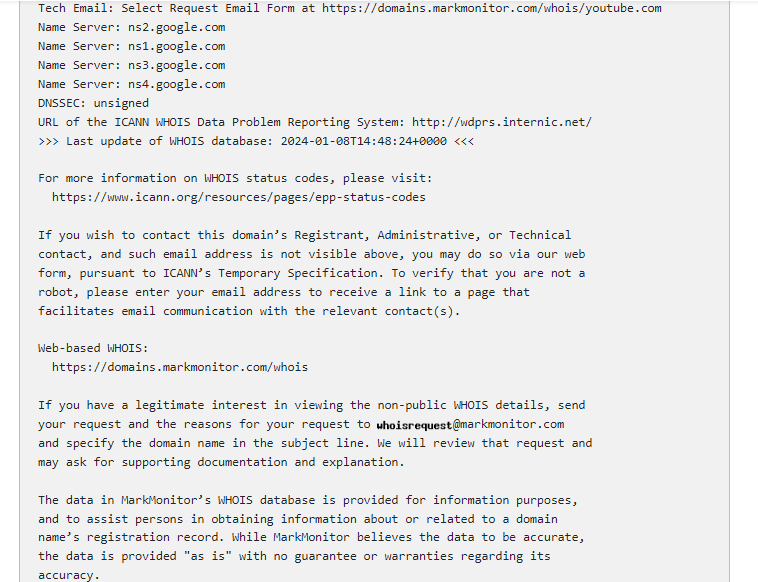 Tech Email: Select Request Email Form at https://domains.markmonitor.com/whois/youtube.com
Name Server: ns2.google.com
Name Server: ns1.google.com
Name Server: ns3.google.com
Name Server: ns4.google.com
DNSSEC: unsigned
URL of the ICANN WHOIS Data Problem Reporting System: http://wdprs.internic.net/
>>> Last update of WHOIS database: 2024-01-08T14:48:24+0000 <<<
For more information on WHOIS status codes, please visit:
https://www.icann.org/resources/pages/epp-status-codes
If you wish to contact this domain’s Registrant, Administrative, or Technical
contact, and such email address is not visible above, you may do so via our web
form, pursuant to ICANN’s Temporary Specification. To verify that you are not a
robot, please enter your email address to receive a link to a page that
facilitates email communication with the relevant contact(s).
Web-based WHOIS:
https://domains.markmonitor.com/whois
If you have a legitimate interest in viewing the non-public WHOIS details, send
your request and the reasons for your request to whoisrequest@markmonitor.com
and specify the domain name in the subject line. We will review that request and
may ask for supporting documentation and explanation.
The data in MarkMonitor’s WHOIS database is provided for information purposes,
and to assist persons in obtaining information about or related to a domain
name’s registration record. While MarkMonitor believes the data to be accurate,
the data is provided "as is" with no guarantee or warranties regarding its
accuracy.